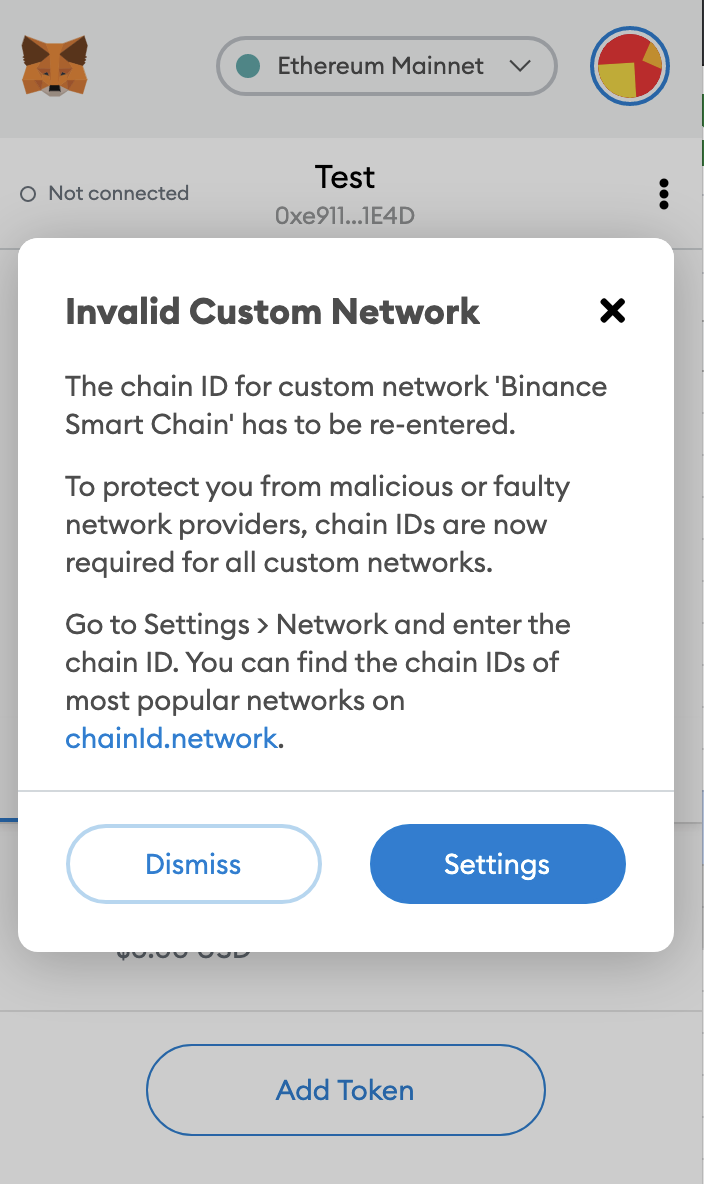 Ethereum Mainnet
Test
Not connected
0xe911...1E4D
Invalid Custom Network
The chain ID for custom network 'Binance
Smart Chain' has to be re-entered.
To protect you from malicious or faulty
network providers, chain IDs are now
required for all custom networks.
Go to Settings > Network and enter the
chain ID. You can find the chain IDs of
most popular networks on
chainId.network.
Dismiss
Settings
Add Token